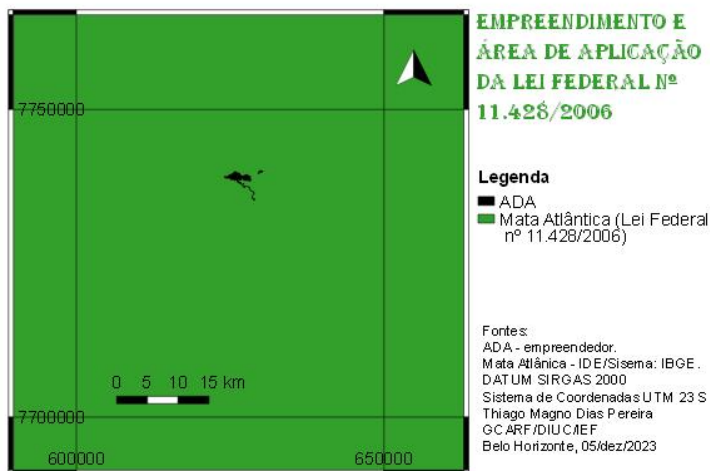 EMPREENDIMENTO E
ÁREA DE APLICAÇÃO
DA LEI FEDERAL Nº
11.428/2006
7750000
Legenda
ADA
Mata Atlântica (Lei Federal
nº 11.428/2006)
0 5 10 15 km
7700000
600000 650000
Fontes:
ADA - empreendedor.
Mata Atlânica - IDE/Sisema: IBGE.
DATUM SIRGAS 2000
Sistema de Coordenadas UTM 23 S
Thiago Magno Dias Pereira
GCARF/DIUC/IEF
Belo Horizonte, 05/dez/2023